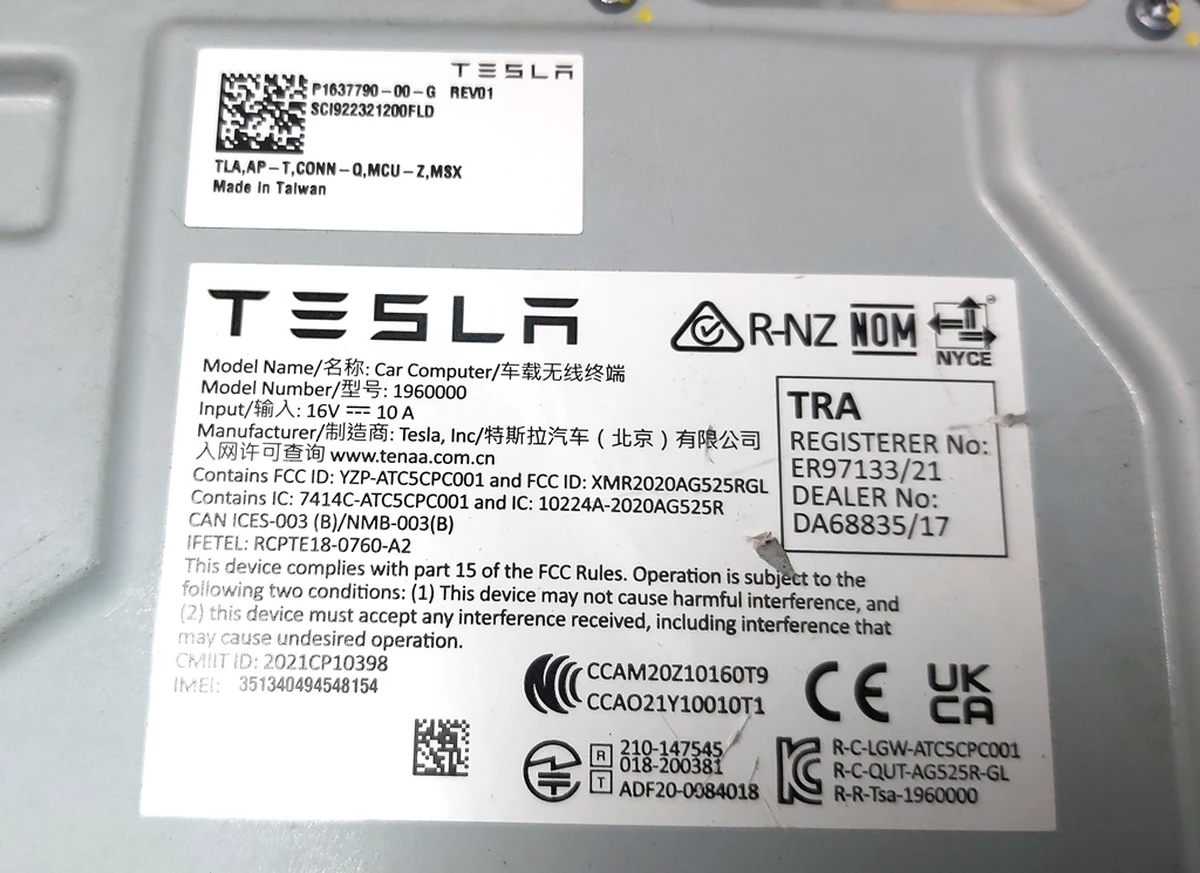 TESLA
P1637790-00-G REV01
SCI922321200FLD
TLA,AP-T,CONN-Q,MCU-Z,MSX
Made in Taiwan
TESLA
R-NZ NOM
NYCE
Model Name/名称: Car Computer/车载无线终端
Model Number/型号: 1960000
Input/输入: 16V ⎓ 10 A
Manufacturer/制造商: Tesla, Inc/特斯拉汽车（北京）有限公司
入网许可查询 www.tenaa.com.cn
Contains FCC ID: YZP-ATC5CPC001 and FCC ID: XMR2020AG525RGL
Contains IC: 7414C-ATC5CPC001 and IC: 10224A-2020AG525R
CAN ICES-003 (B)/NMB-003(B)
IFETEL: RCPTE18-0760-A2
TRA
REGISTERER No:
ER97133/21
DEALER No:
DA68835/17
This device complies with part 15 of the FCC Rules. Operation is subject to the
following two conditions: (1) This device may not cause harmful interference, and
(2) this device must accept any interference received, including interference that
may cause undesired operation.
CMIIT ID: 2021CP10398
IMEI: 351340494548154
CCAM20Z10160T9
CCAO21Y10010T1
CE
UK
CA
R 210-147545
018-200381
T ADF20-0084018
R-C-LGW-ATC5CPC001
R-C-QUT-AG525R-GL
R-R-Tsa-1960000